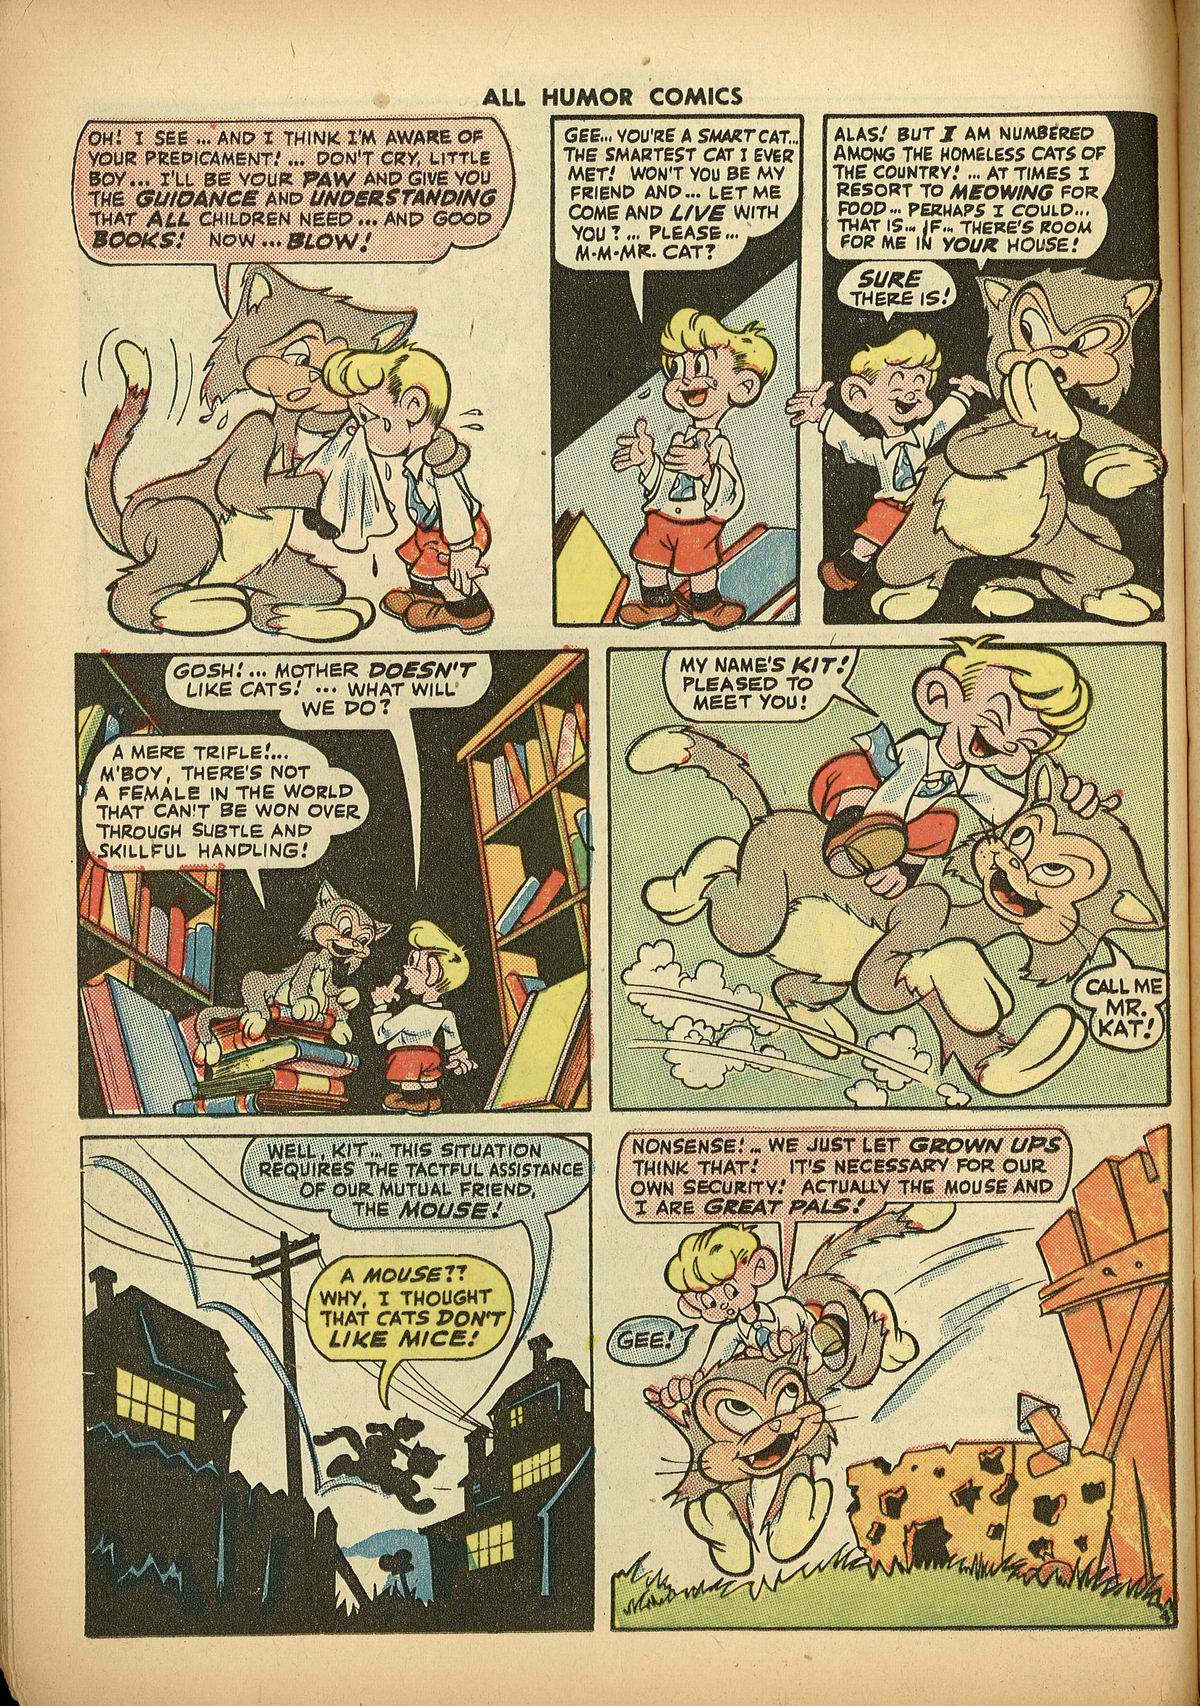 ALL HUMOR COMICS
OH! I SEE ... AND I THINK I'M AWARE OF
YOUR PREDICAMENT! ... DON'T CRY, LITTLE
BOY... I'LL BE YOUR PAW AND GIVE YOU
THE GUIDANCE AND UNDERSTANDING
THAT ALL CHILDREN NEED ... AND GOOD
BOOKS! NOW ... BLOW!
GEE... YOU'RE A SMART CAT...
THE SMARTEST CAT I EVER
MET! WON'T YOU BE MY
FRIEND AND ... LET ME
COME AND LIVE WITH
YOU? ... PLEASE ...
M-M-MR. CAT?
ALAS! BUT I AM NUMBERED
AMONG THE HOMELESS CATS OF
THE COUNTRY! ... AT TIMES I
RESORT TO MEOWING FOR
FOOD ... PERHAPS I COULD...
THAT IS... IF... THERE'S ROOM
FOR ME IN YOUR HOUSE!
SURE
THERE IS!
GOSH! ... MOTHER DOESN'T
LIKE CATS! ... WHAT WILL
WE DO?
A MERE TRIFLE!...
M'BOY, THERE'S NOT
A FEMALE IN THE WORLD
THAT CAN'T BE WON OVER
THROUGH SUBTLE AND
SKILLFUL HANDLING!
MY NAME'S KIT!
PLEASED TO
MEET YOU!
CALL ME
MR.
KAT!
WELL, KIT... THIS SITUATION
REQUIRES THE TACTFUL ASSISTANCE
OF OUR MUTUAL FRIEND,
THE MOUSE!
A MOUSE??
WHY, I THOUGHT
THAT CATS DON'T
LIKE MICE!
NONSENSE! ... WE JUST LET GROWN UPS
THINK THAT! IT'S NECESSARY FOR OUR
OWN SECURITY! ACTUALLY THE MOUSE AND
I ARE GREAT PALS!
GEE!
4